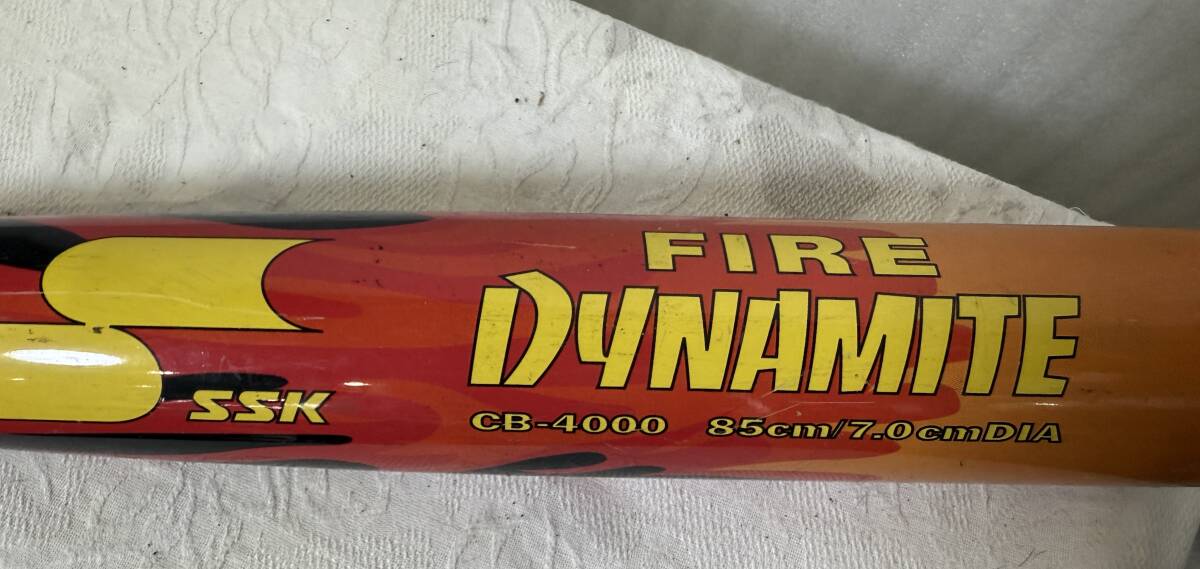 FIRE
DYNAMITE
SSK
CB-4000 85cm/7.0cmDIA